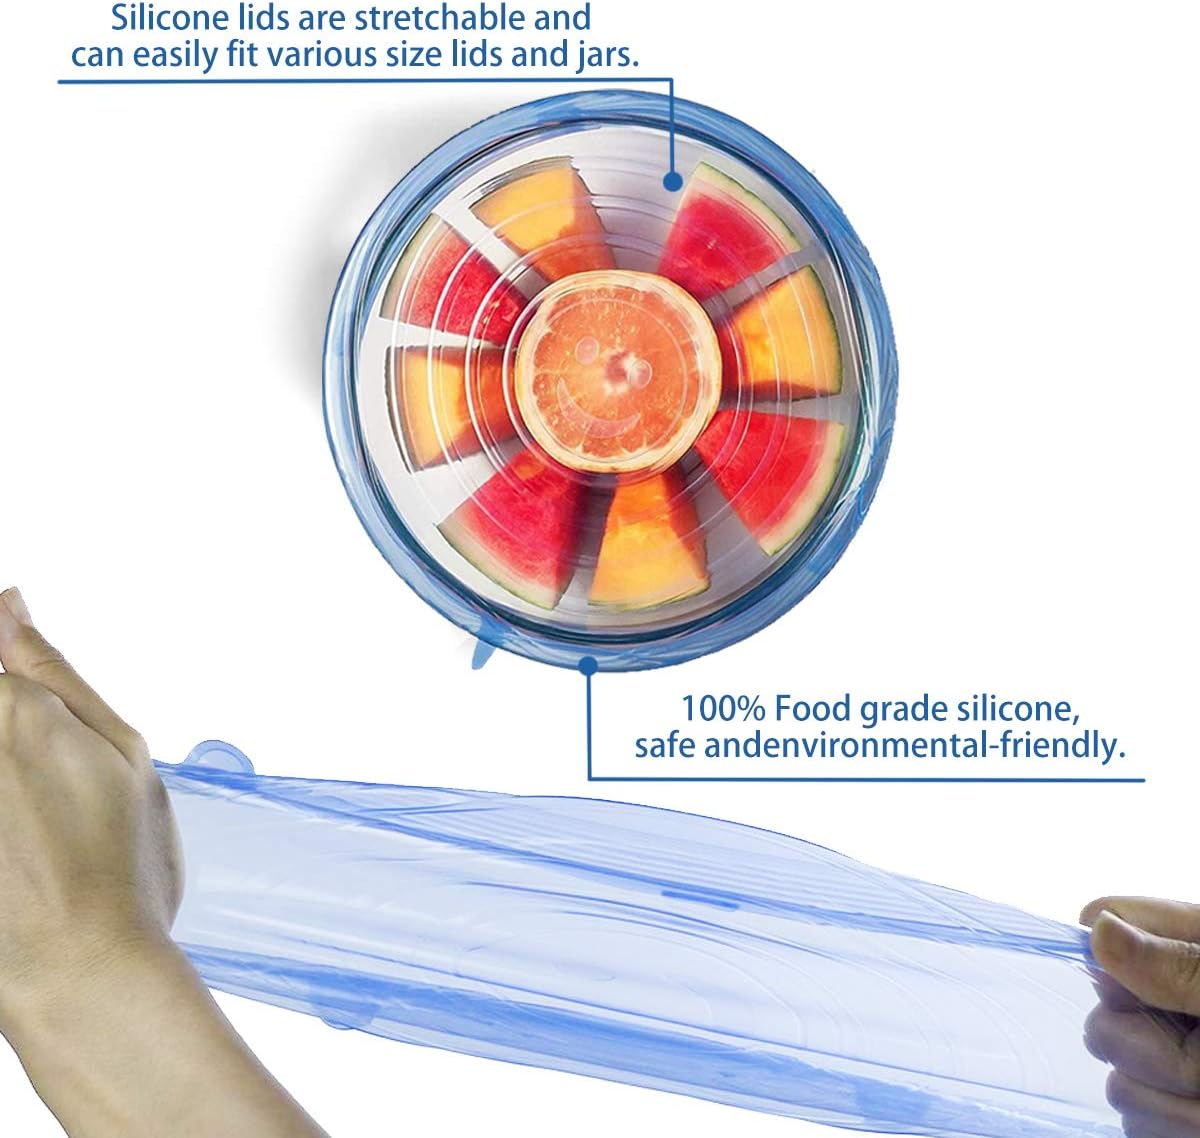 Silicone lids are stretchable and
can easily fit various size lids and jars.
100% Food grade silicone,
safe andenvironmental-friendly.